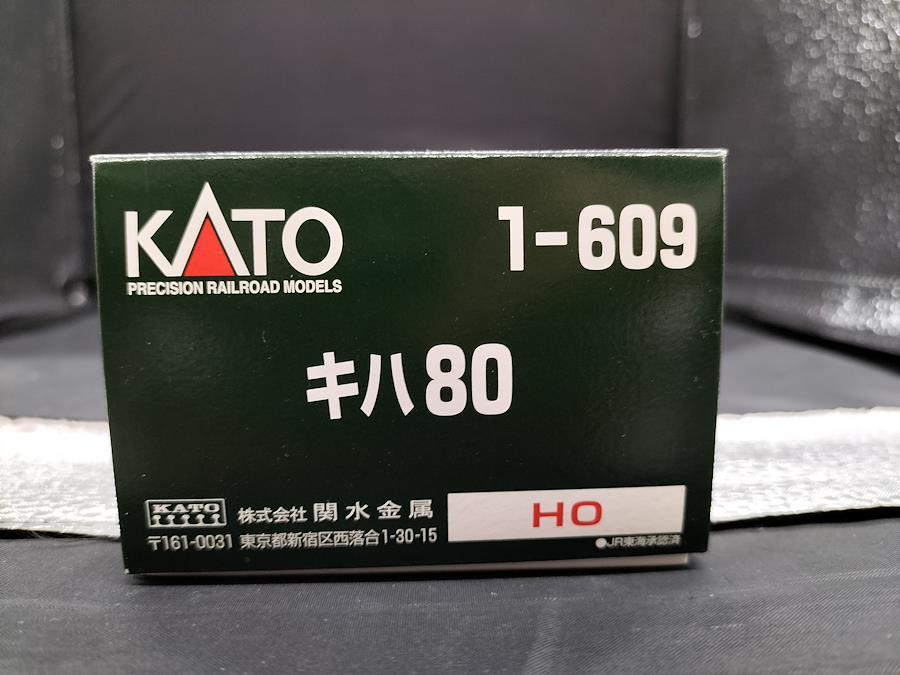 KATO 1-609
PRECISION RAILROAD MODELS
キハ80
KATO 株式会社 関水金属
HO
〒161-0031 東京都新宿区西落合1-30-15
●JR東海承認済